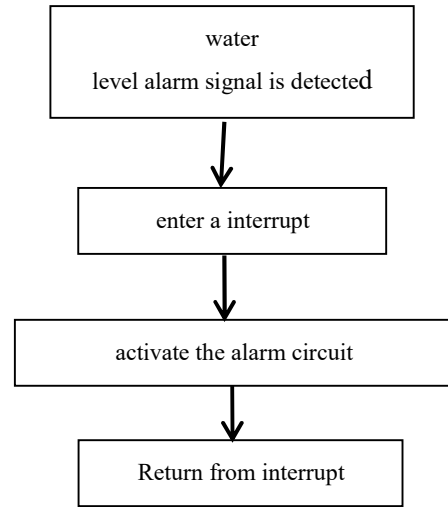 water
level alarm signal is detected
enter a interrupt
activate the alarm circuit
Return from interrupt